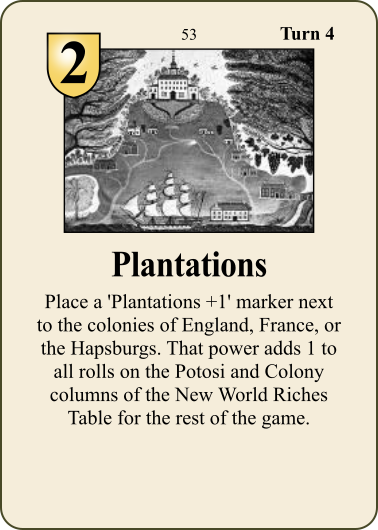 2
53
Turn 4
Plantations
Place a 'Plantations +1' marker next
to the colonies of England, France, or
the Hapsburgs. That power adds 1 to
all rolls on the Potosi and Colony
columns of the New World Riches
Table for the rest of the game.